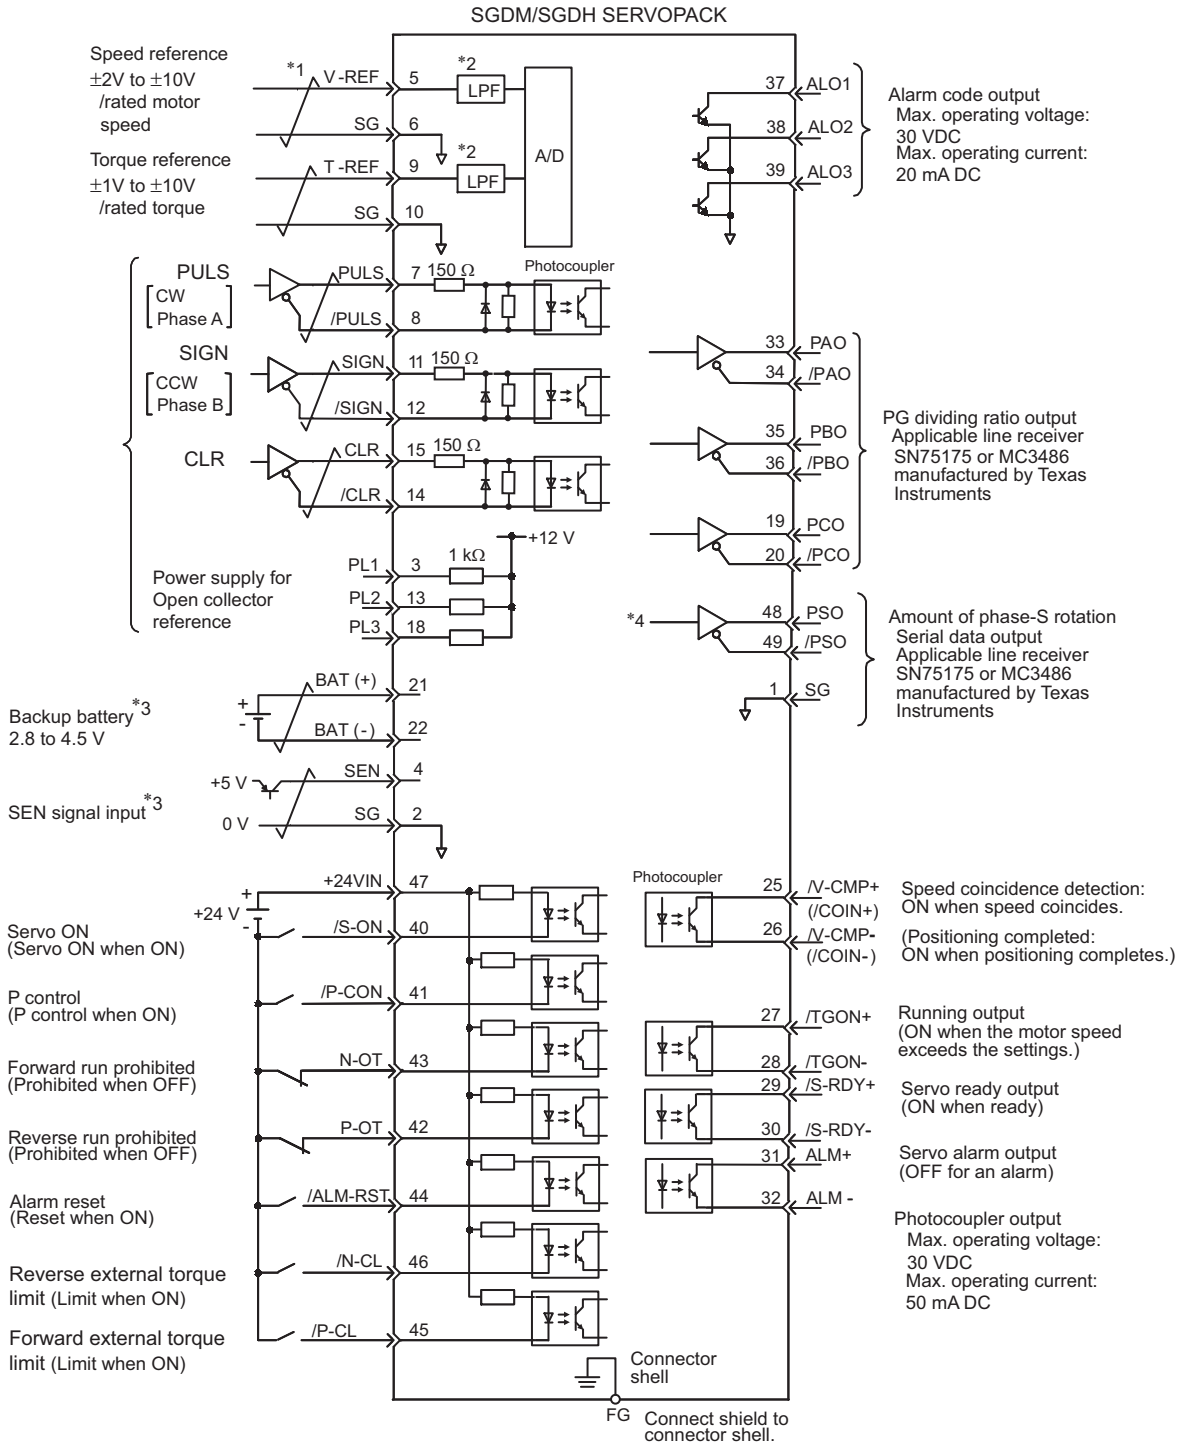 SGDM/SGDH SERVOPACK
Speed reference
±2V to ±10V
/rated motor
speed
*1
V-REF
5
*2
LPF
SG
6
Torque reference
±1V to ±10V
/rated torque
T-REF
9
*2
LPF
SG
10
A/D
37
ALO1
38
ALO2
39
ALO3
Alarm code output
Max. operating voltage:
30 VDC
Max. operating current:
20 mA DC
PULS
CW
Phase A
PULS
7
150 Ω
Photocoupler
/PULS
8
SIGN
CCW
Phase B
SIGN
11
150 Ω
/SIGN
12
CLR
CLR
15
150 Ω
/CLR
14
+12 V
Power supply for
Open collector
reference
PL1
3
1 kΩ
PL2
13
PL3
18
33
PAO
34
/PAO
35
PBO
36
/PBO
19
PCO
20
/PCO
PG dividing ratio output
Applicable line receiver
SN75175 or MC3486
manufactured by Texas
Instruments
*4
48
PSO
49
/PSO
1
SG
Amount of phase-S rotation
Serial data output
Applicable line receiver
SN75175 or MC3486
manufactured by Texas
Instruments
Backup battery*3
2.8 to 4.5 V
+
-
BAT (+)
21
BAT (-)
22
SEN signal input*3
+5 V
SEN
4
0 V
SG
2
+
+24 V
-
+24VIN
47
Servo ON
(Servo ON when ON)
/S-ON
40
P control
(P control when ON)
/P-CON
41
Forward run prohibited
(Prohibited when OFF)
N-OT
43
Reverse run prohibited
(Prohibited when OFF)
P-OT
42
Alarm reset
(Reset when ON)
/ALM-RST
44
Reverse external torque
limit (Limit when ON)
/N-CL
46
Forward external torque
limit (Limit when ON)
/P-CL
45
Photocoupler
25
/V-CMP+
(/COIN+)
26
/V-CMP-
(/COIN-)
Speed coincidence detection:
ON when speed coincides.
(Positioning completed:
ON when positioning completes.)
27
/TGON+
28
/TGON-
Running output
(ON when the motor speed
exceeds the settings.)
29
/S-RDY+
30
/S-RDY-
Servo ready output
(ON when ready)
31
ALM+
32
ALM -
Servo alarm output
(OFF for an alarm)
Photocoupler output
Max. operating voltage:
30 VDC
Max. operating current:
50 mA DC
Connector
shell
FG
Connect shield to
connector shell.